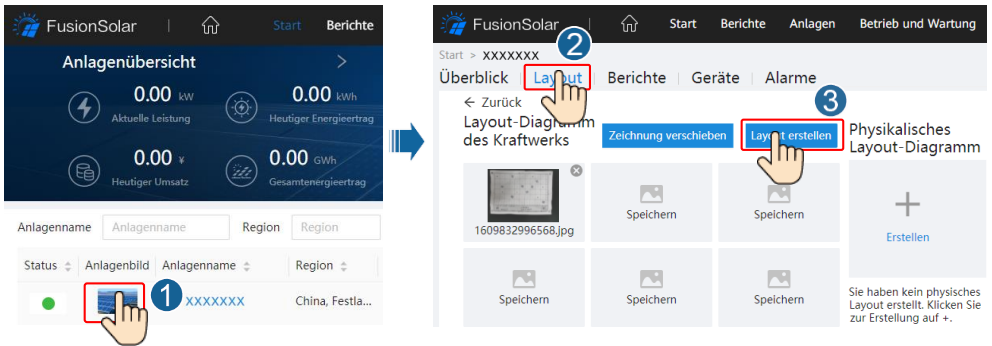 FusionSolar
Start
Berichte
Anlagenübersicht
0.00 kW
Aktuelle Leistung
0.00 kWh
Heutiger Energieertrag
0.00 ¥
Heutiger Umsatz
0.00 GWh
Gesamtenergieertrag
Anlagenname
Anlagenname
Region
Region
Status
Anlagenbild
Anlagenname
Region
1
XXXXXXX
China, Festla...
FusionSolar
Start
Berichte
Anlagen
Betrieb und Wartung
Start > XXXXXXX
2
Überblick
Layout
Berichte
Geräte
Alarme
← Zurück
3
Layout-Diagramm
des Kraftwerks
Zeichnung verschieben
Layout erstellen
Physikalisches
Layout-Diagramm
1609832996568.jpg
Speichern
Speichern
+
Erstellen
Speichern
Speichern
Speichern
Sie haben kein physisches
Layout erstellt. Klicken Sie
zur Erstellung auf +.